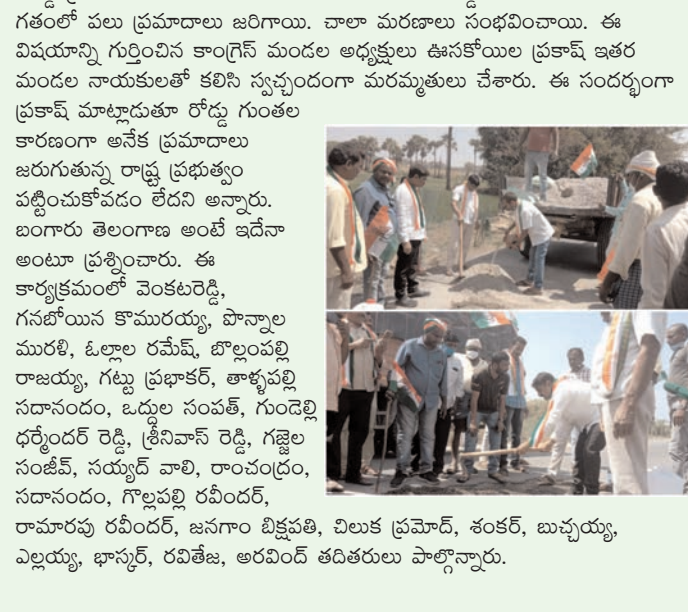 గతంలో పలు ప్రమాదాలు జరిగాయి. చాలా మరణాలు సంభవించాయి. ఈ
విషయాన్ని గుర్తించిన కాంగ్రెస్ మండల అధ్యక్షులు ఊసకోయిల ప్రకాష్ ఇతర
మండల నాయకులతో కలిసి స్వచ్ఛందంగా మరమ్మతులు చేశారు. ఈ సందర్భంగా
ప్రకాష్ మాట్లాడుతూ రోడ్డు గుంతల
కారణంగా అనేక ప్రమాదాలు
జరుగుతున్న రాష్ట్ర ప్రభుత్వం
పట్టించుకోవడం లేదని అన్నారు.
బంగారు తెలంగాణ అంటే ఇదేనా
అంటూ ప్రశ్నించారు. ఈ
కార్యక్రమంలో వెంకటరెడ్డి,
గనబోయిన కొమురయ్య, పొన్నాల
మురళి, ఓల్లాల రమేష్, బొల్లంపల్లి
రాజయ్య, గట్టు ప్రభాకర్, తాళ్ళపల్లి
సదానందం, ఒద్దుల సంపత్, గుండెల్లి
ధర్మేందర్ రెడ్డి, శ్రీనివాస్ రెడ్డి, గజ్జెల
సంజీవ్, సయ్యద్ వాలి, రాంచంద్రం,
సదానందం, గొల్లపల్లి రవీందర్,
రామారపు రవీందర్, జనగాం బిక్షపతి, చిలుక ప్రమోద్, శంకర్, బుచ్చయ్య,
ఎల్లయ్య, భాస్కర్, రవితేజ, అరవింద్ తదితరులు పాల్గొన్నారు.